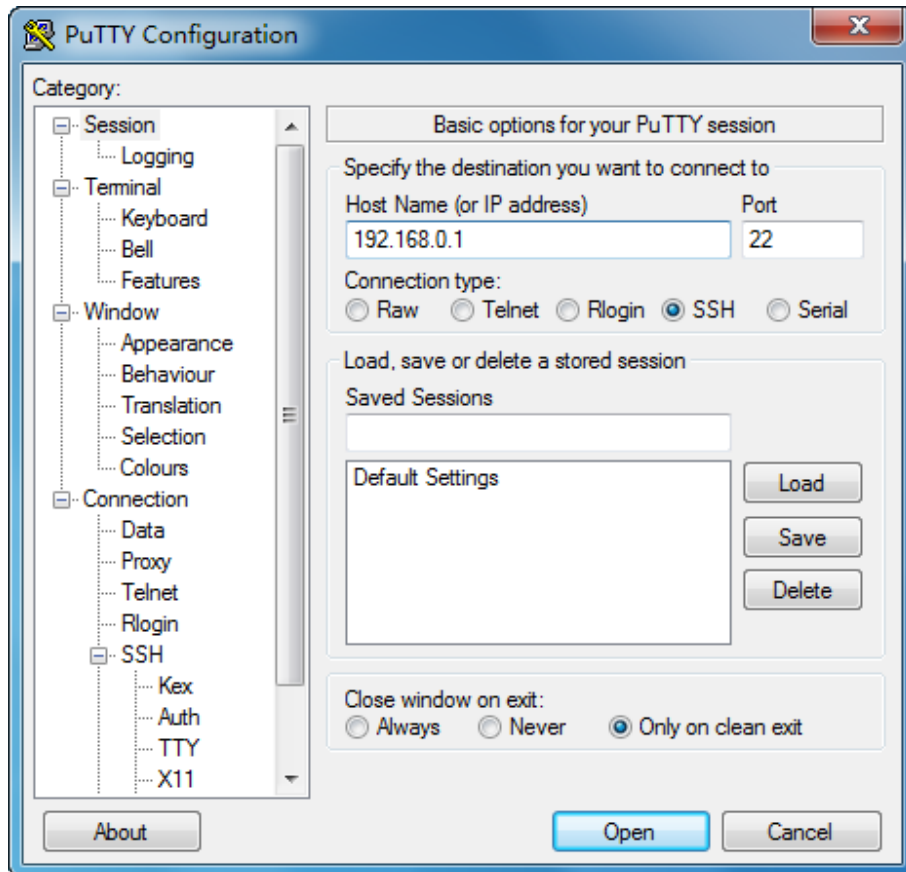 PuTTY Configuration
Category:
Session
Logging
Terminal
Keyboard
Bell
Features
Window
Appearance
Behaviour
Translation
Selection
Colours
Connection
Data
Proxy
Telnet
Rlogin
SSH
Kex
Auth
TTY
X11
Basic options for your PuTTY session
Specify the destination you want to connect to
Host Name (or IP address) Port
192.168.0.1 22
Connection type:
Raw Telnet Rlogin SSH Serial
Load, save or delete a stored session
Saved Sessions
Default Settings
Load
Save
Delete
Close window on exit:
Always Never Only on clean exit
About Open Cancel